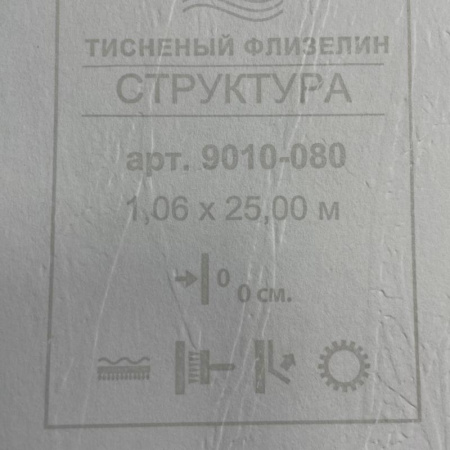 ТИСНЕНЫЙ ФЛИЗЕЛИН
СТРУКТУРА
арт. 9010-080
1,06 x 25,00 м
0
0 см.